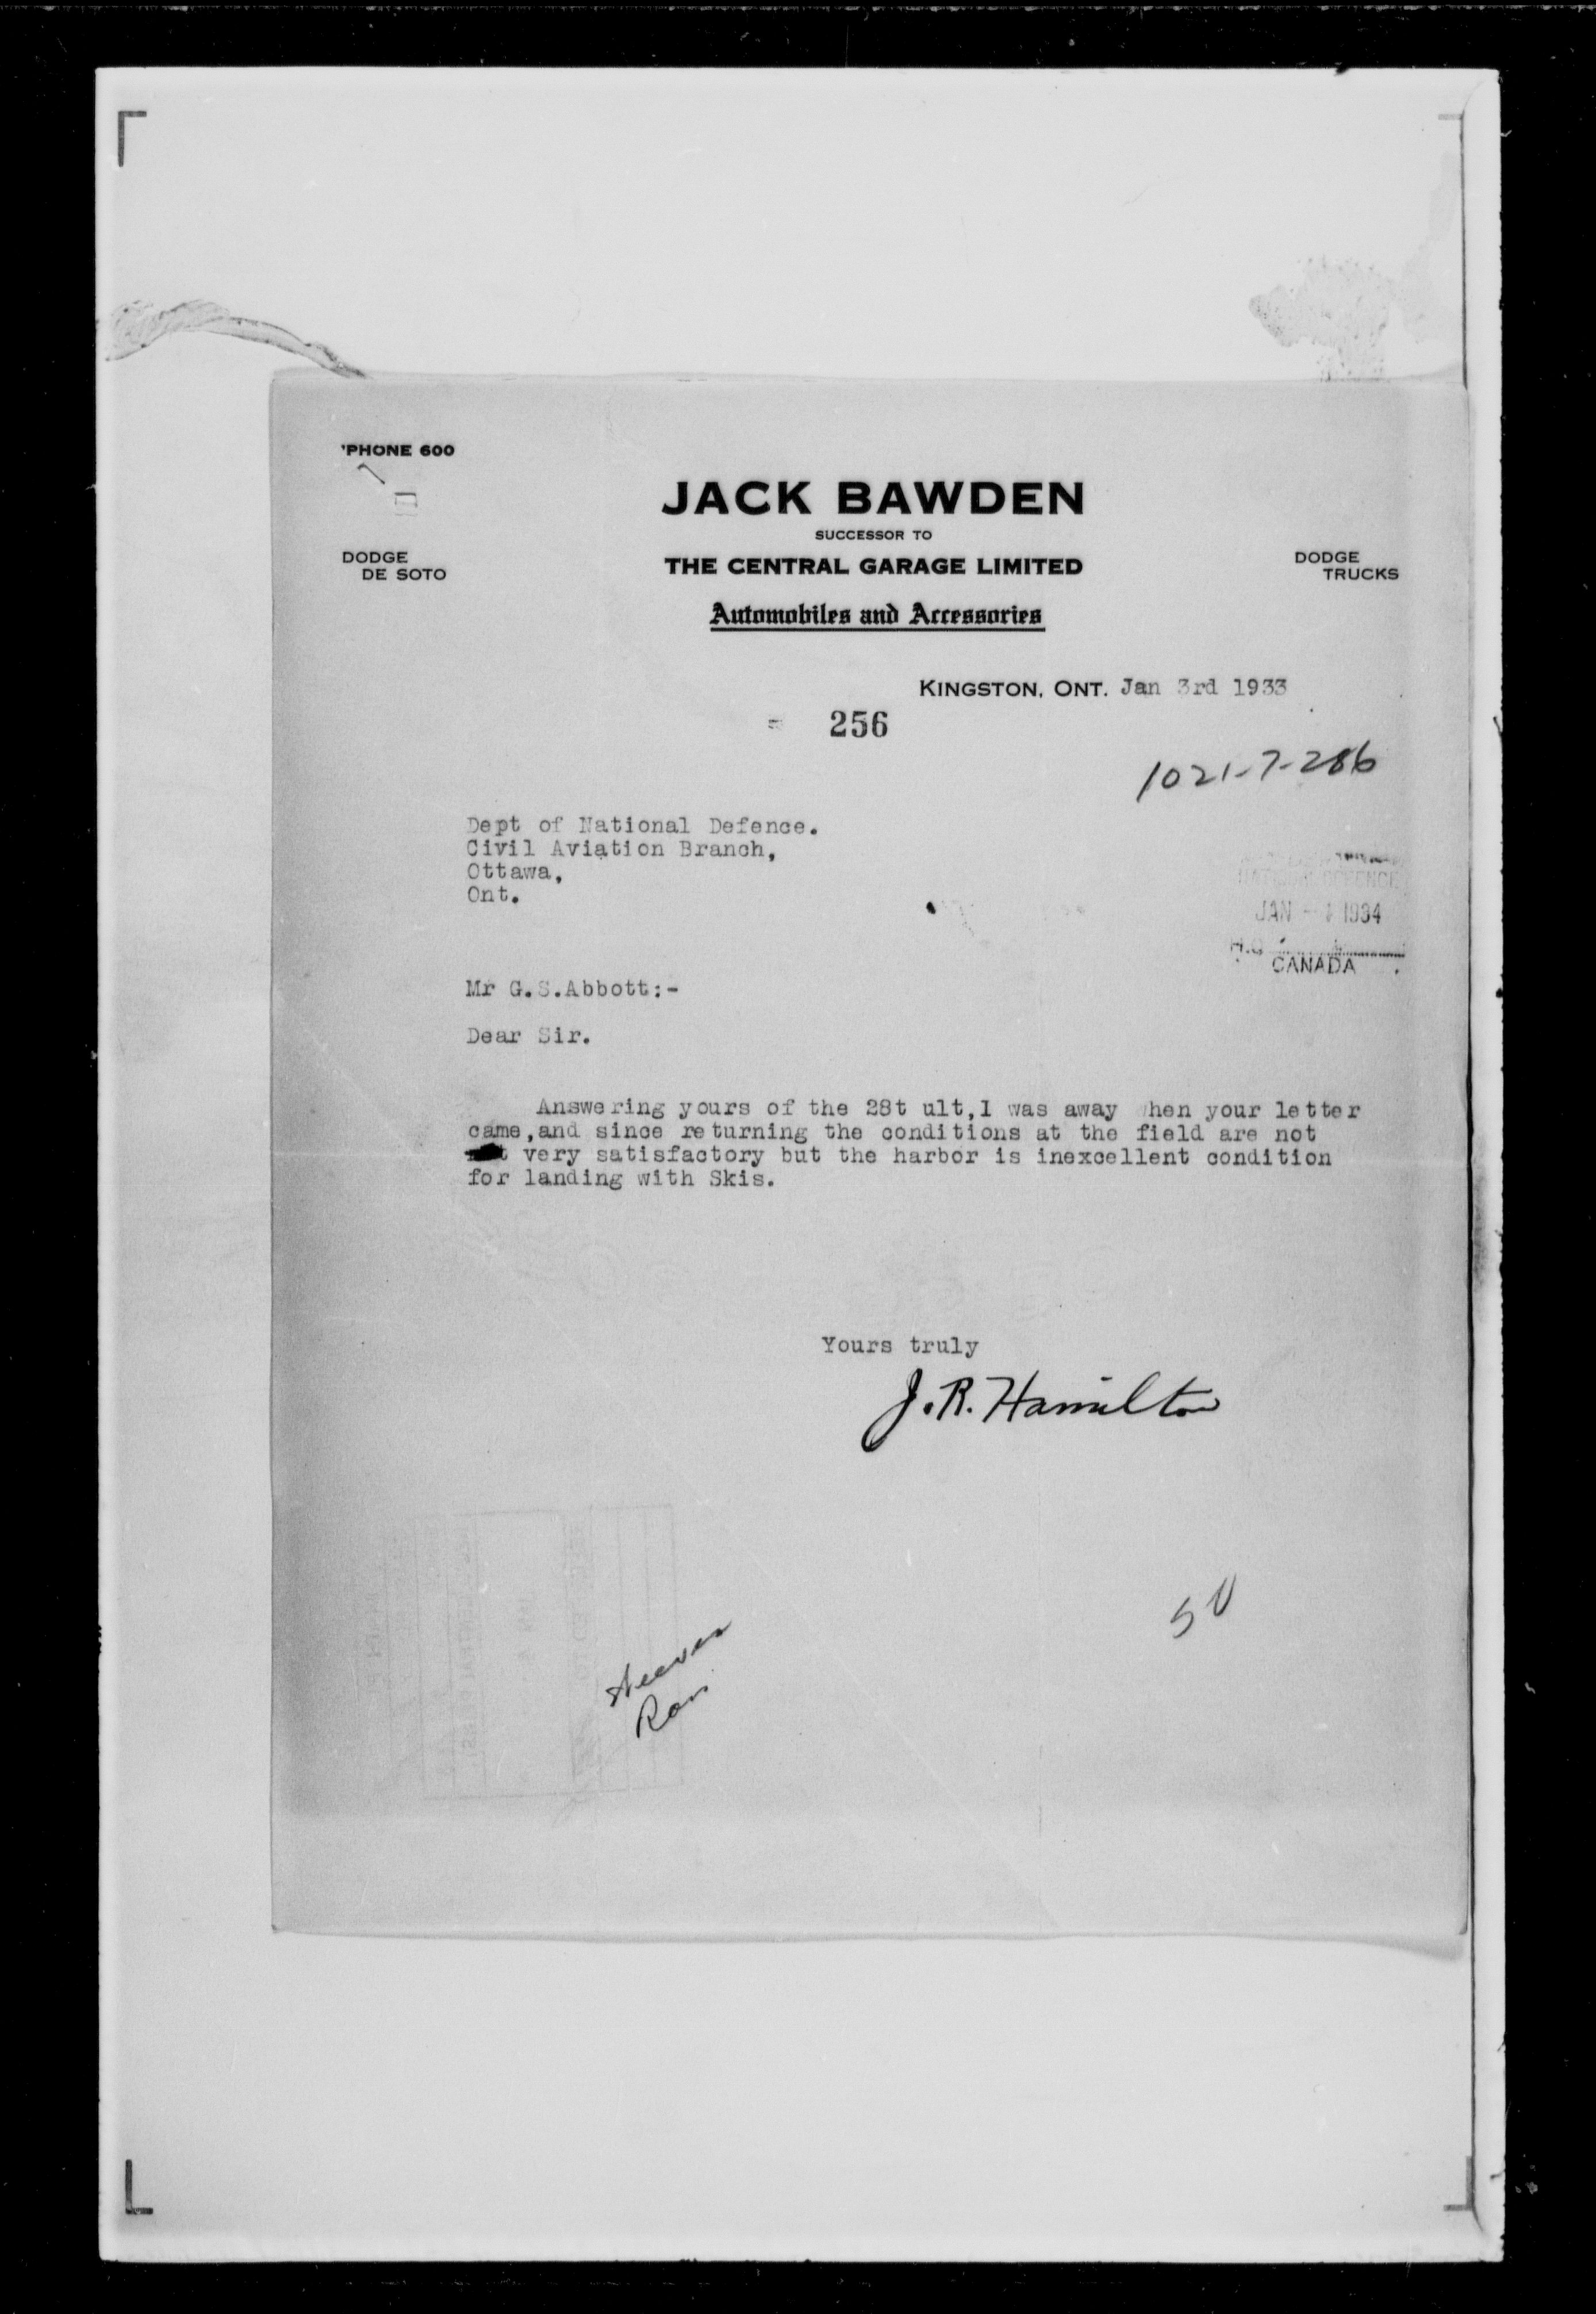 'PHONE 600
JACK BAWDEN
SUCCESSOR TO
THE CENTRAL GARAGE LIMITED
DODGE
DE SOTO
DODGE
TRUCKS
Automobiles and Accessories
KINGSTON, ONT. Jan 3rd 1933
256
1021-7-286
Dept of National Defence.
Civil Aviation Branch,
Ottawa,
Ont.
NATIONAL DEFENCE
JAN - 4 1934
H.Q.
CANADA
Mr G.S.Abbott:-
Dear Sir.
Answering yours of the 28t ult,I was away hen your letter
came,and since returning the conditions at the field are not
very satisfactory but the harbor is inexcellent condition
for landing with Skis.
Yours truly
J.R. Hamilton